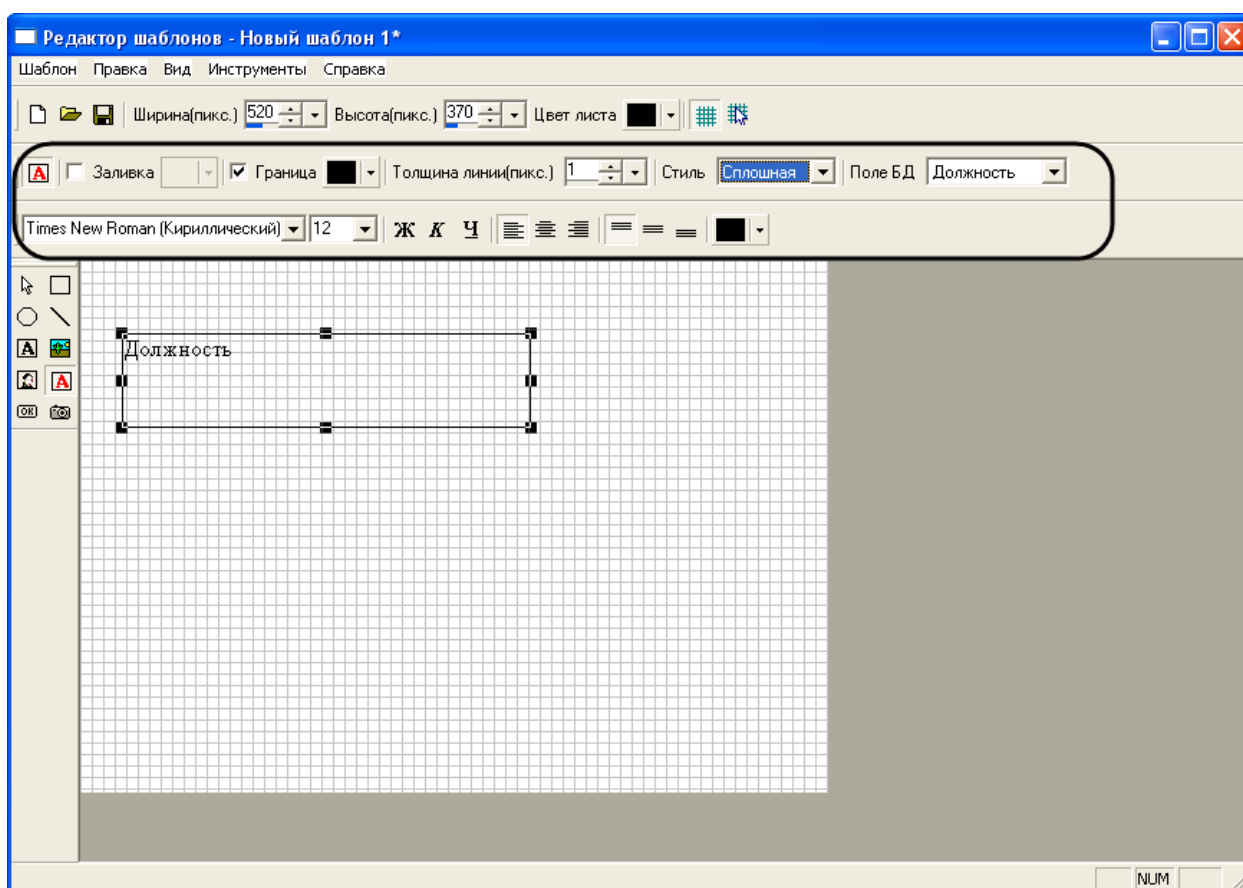 Редактор шаблонов - Новый шаблон 1*
Шаблон Правка Вид Инструменты Справка
Ширина(пикс.) 520 Высота(пикс.) 370 Цвет листа
A Заливка Граница Толщина линии(пикс.) 1 Стиль Сплошная Поле БД Должность
Times New Roman (Кириллический) 12 Ж К Ч
Должность
A
A
OK
NUM